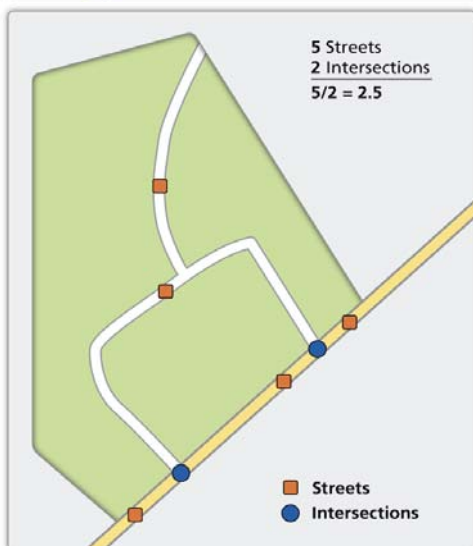 5 Streets
2 Intersections
5/2 = 2.5
Streets
Intersections